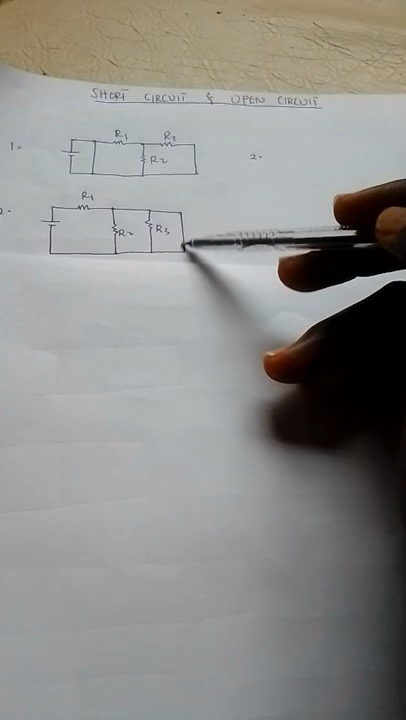 SHORT CIRCUIT & OPEN CIRCUIT
1. R1 R3
R2
2.
2. R1
R2 R3